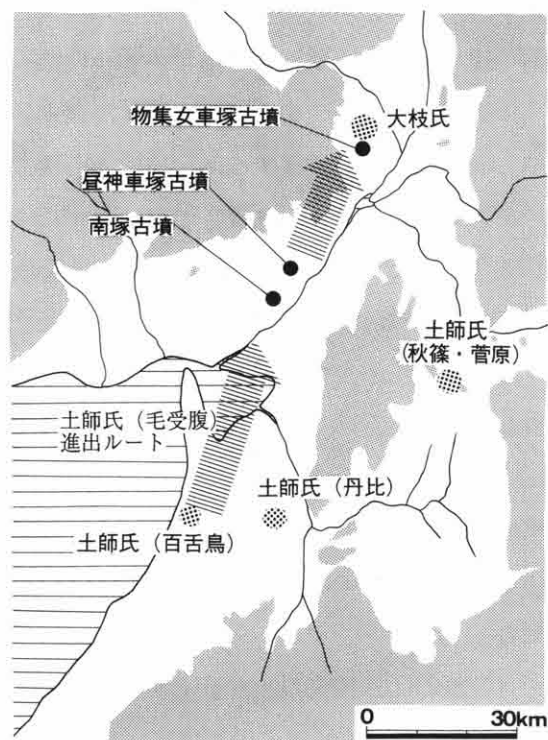 物集女車塚古墳
大枝氏
昼神車塚古墳
南塚古墳
土師氏
(秋篠・菅原)
土師氏(毛受腹)
進出ルート
土師氏(丹比)
土師氏(百舌鳥)
0 30km